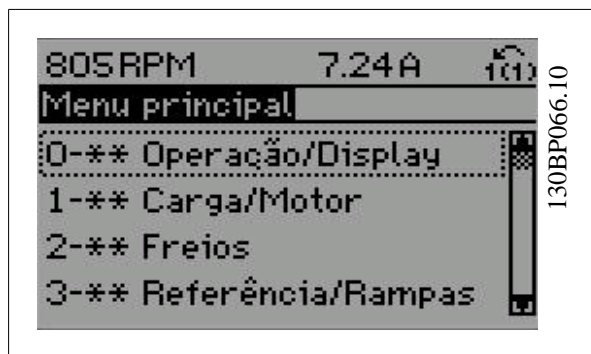 805RPM 7.24A 1(1)
Menu principal
0-** Operação/Display
1-** Carga/Motor
2-** Freios
3-** Referência/Rampas
130BP066.10